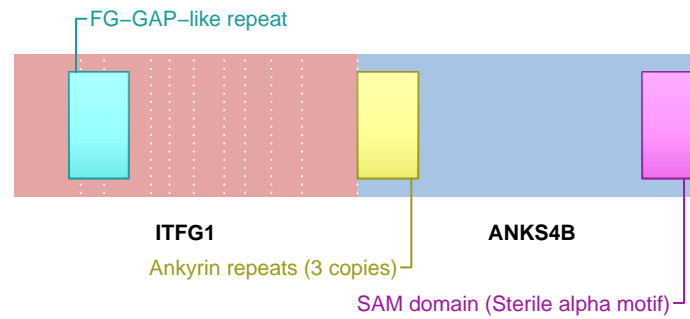 FG−GAP−like repeat
ITFG1
ANKS4B
Ankyrin repeats (3 copies)
SAM domain (Sterile alpha motif)